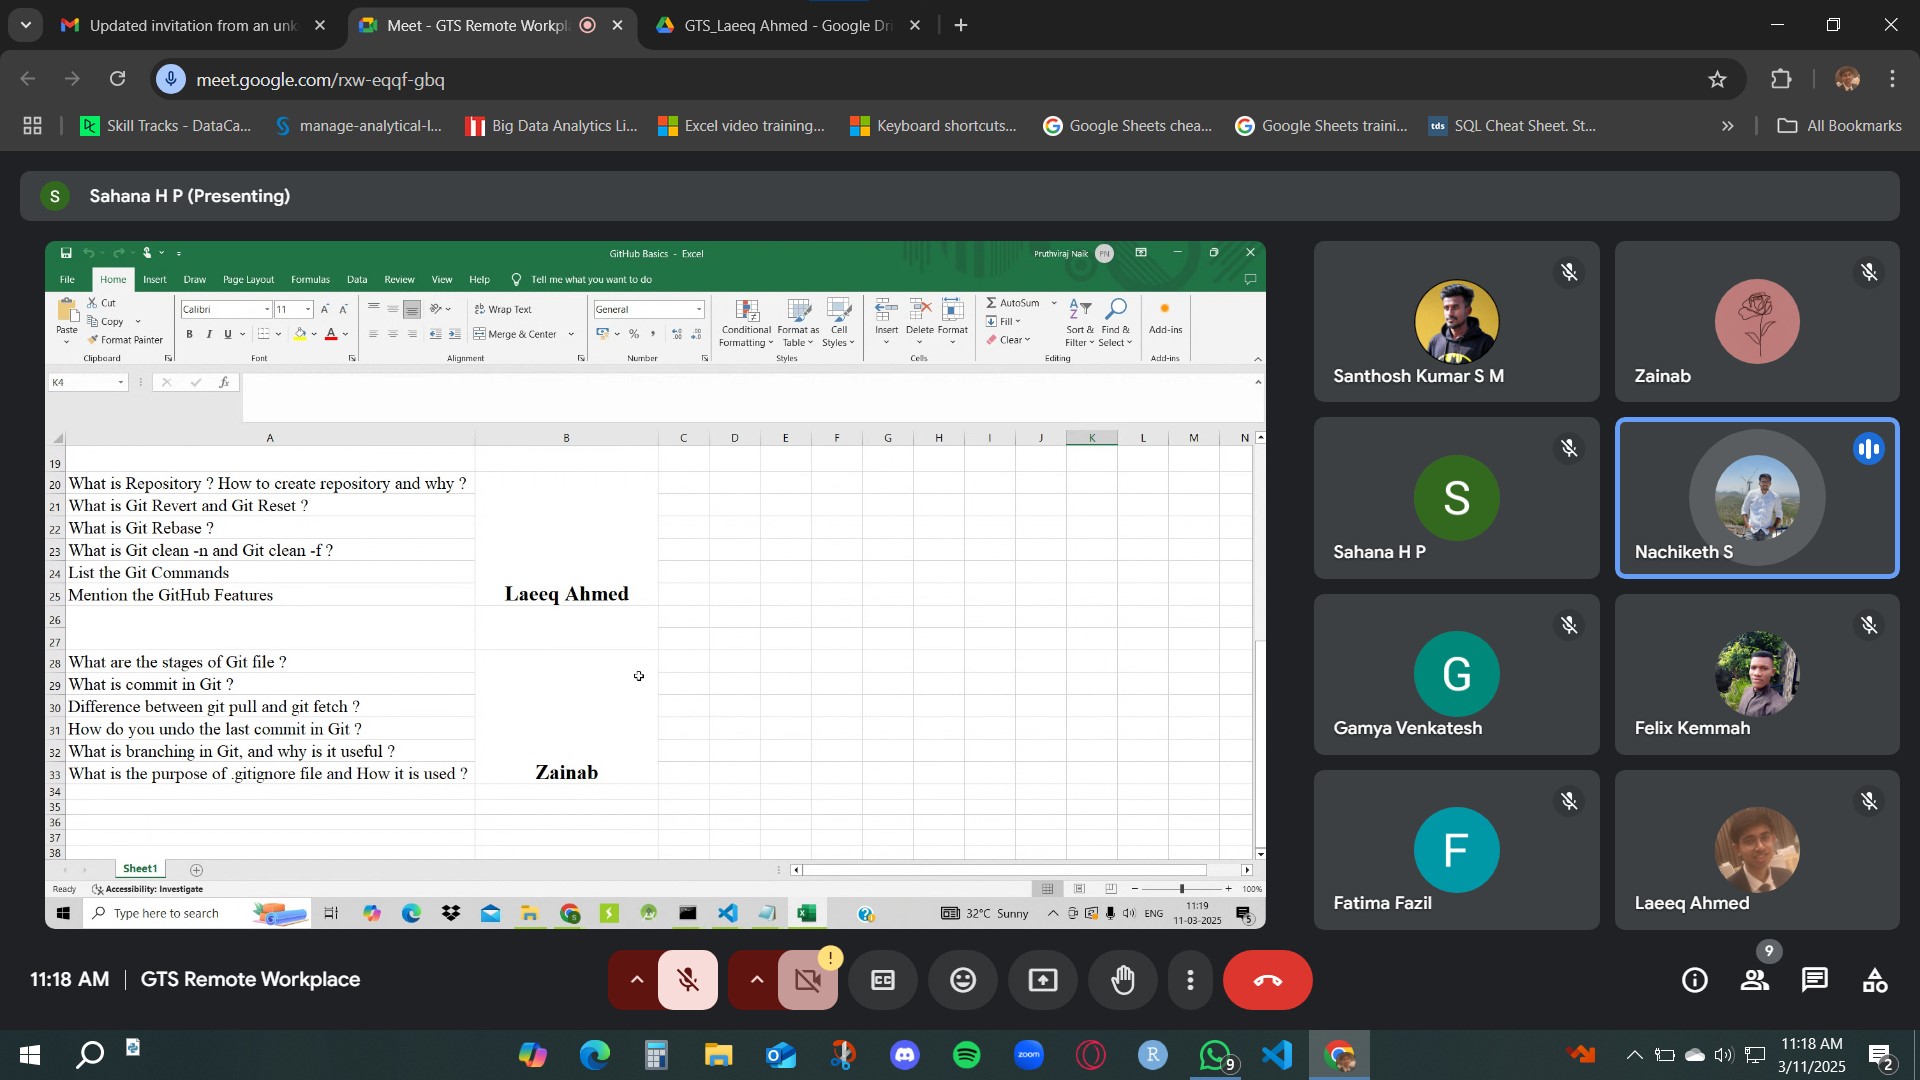 Updated invitation from an unk
Meet - GTS Remote Workpl
GTS_Laeeq Ahmed - Google Dri
meet.google.com/rxw-eqqf-gbq
Skill Tracks - DataCa...
manage-analytical-l...
Big Data Analytics Li...
Excel video training...
Keyboard shortcuts...
Google Sheets chea...
Google Sheets traini...
tds
SQL Cheat Sheet. St...
All Bookmarks
S
Sahana H P (Presenting)
GitHub Basics - Excel
Pruthviraj Naik
PN
File
Home
Insert
Draw
Page Layout
Formulas
Data
Review
View
Help
Tell me what you want to do
Paste
Cut
Copy
Format Painter
Clipboard
Calibri
11
B I U
Font
Wrap Text
Merge & Center
Alignment
General
Number
Conditional Formatting
Format as Table
Cell Styles
Styles
Insert
Delete
Format
Cells
AutoSum
Fill
Clear
Sort & Filter
Find & Select
Editing
Add-ins
Add-ins
K4
fx
A B C D E F G H I J K L M N
19
20 What is Repository ? How to create repository and why ?
21 What is Git Revert and Git Reset ?
22 What is Git Rebase ?
23 What is Git clean -n and Git clean -f ?
24 List the Git Commands
25 Mention the GitHub Features
Laeeq Ahmed
26
27
28 What are the stages of Git file ?
29 What is commit in Git ?
30 Difference between git pull and git fetch ?
31 How do you undo the last commit in Git ?
32 What is branching in Git, and why is it useful ?
33 What is the purpose of .gitignore file and How it is used ?
Zainab
34
35
36
37
38
Sheet1
Ready
Accessibility: Investigate
100%
Type here to search
32°C Sunny
ENG
11:19
11-03-2025
5
Santhosh Kumar S M
Zainab
S
Sahana H P
Nachiketh S
G
Gamya Venkatesh
Felix Kemmah
F
Fatima Fazil
Laeeq Ahmed
11:18 AM
GTS Remote Workplace
!
CC
9
zoom
R
9
11:18 AM
3/11/2025
2